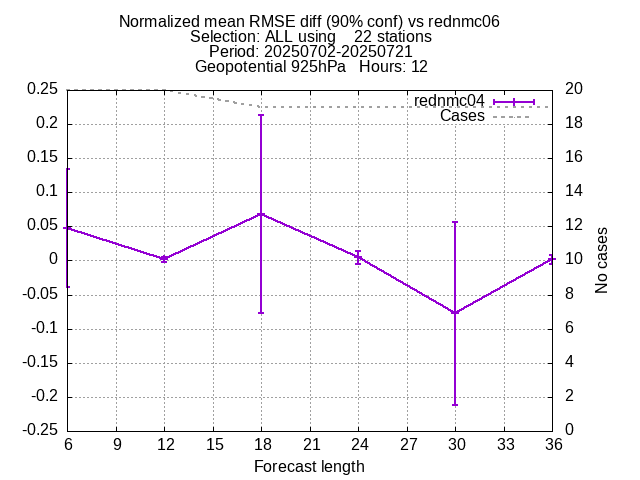 Normalized mean RMSE diff (90% conf) vs rednmc06
Selection: ALL using    22 stations
Period: 20250702-20250721
Geopotential 925hPa   Hours: 12
0.25
0.2
0.15
0.1
0.05
0
-0.05
-0.1
-0.15
-0.2
-0.25
20
18
16
14
12
10
8
6
4
2
0
rednmc04
Cases
No cases
6 9 12 15 18 21 24 27 30 33 36
Forecast length